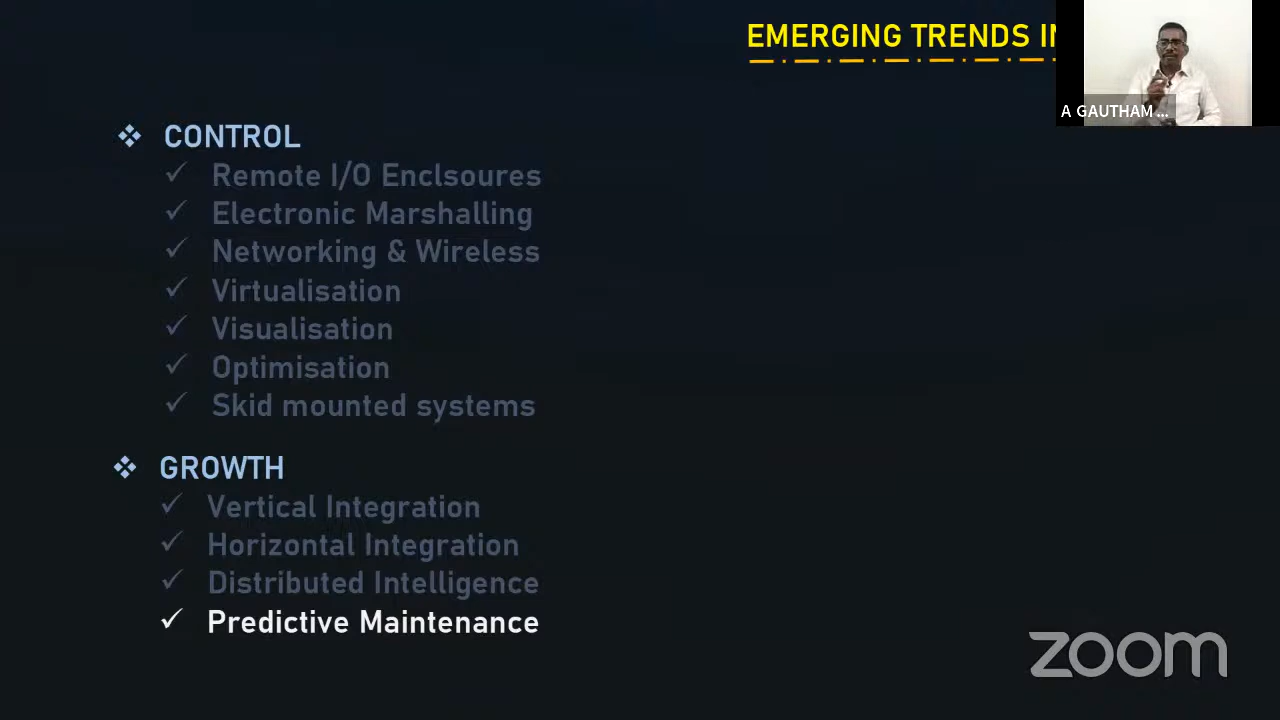 EMERGING TRENDS IN
A GAUTHAM ...
CONTROL
Remote I/O Enclsoures
Electronic Marshalling
Networking & Wireless
Virtualisation
Visualisation
Optimisation
Skid mounted systems
GROWTH
Vertical Integration
Horizontal Integration
Distributed Intelligence
Predictive Maintenance
zoom